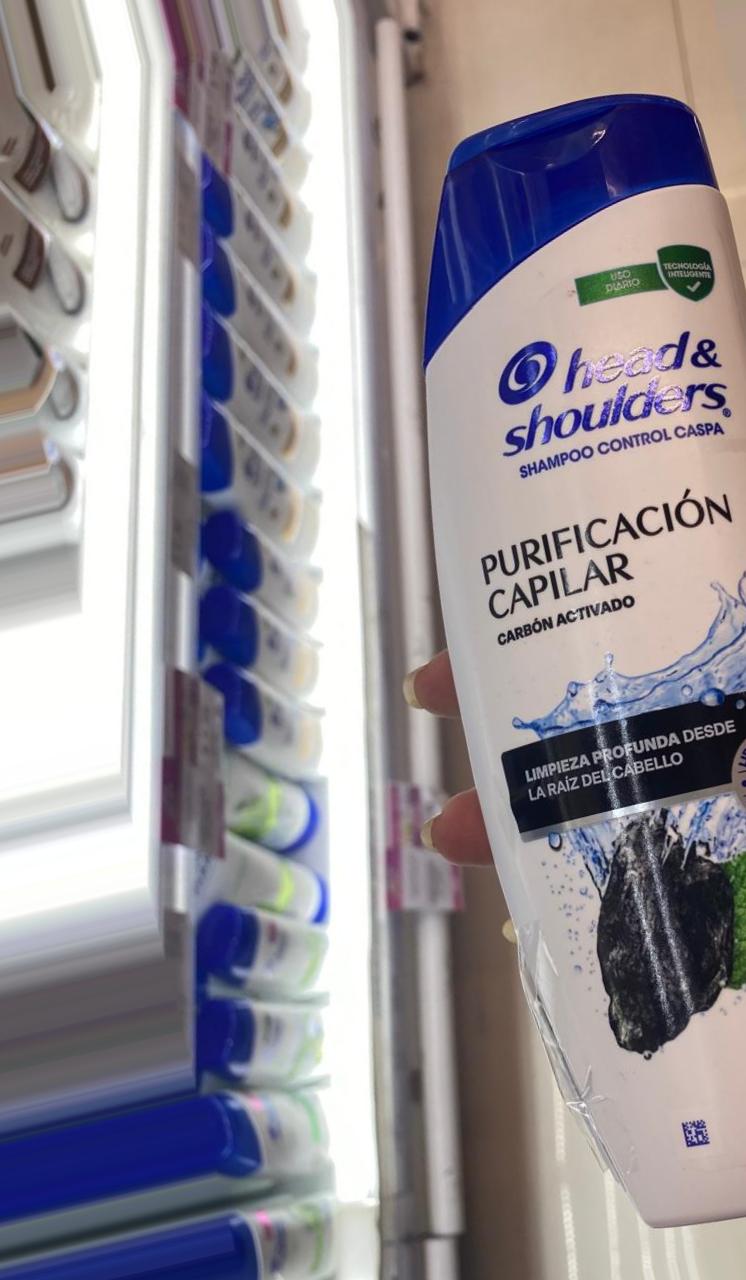 USO
DIARIO
TECNOLOGÍA
INTELIGENTE
head &
shoulders®
SHAMPOO CONTROL CASPA
PURIFICACIÓN
CAPILAR
CARBÓN ACTIVADO
LIMPIEZA PROFUNDA DESDE
LA RAÍZ DEL CABELLO